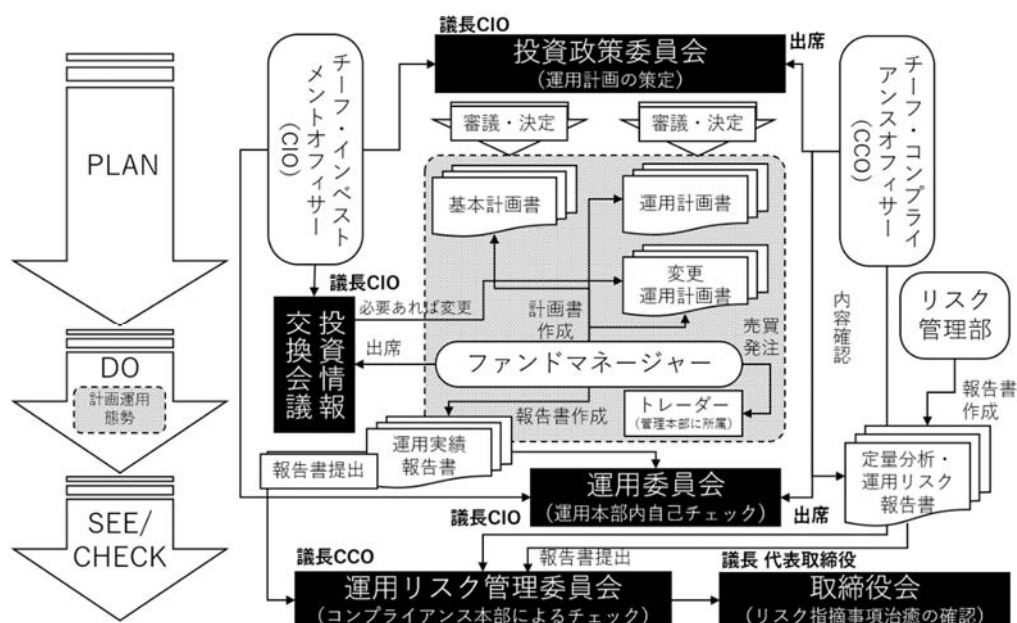 議長CIO
投資政策委員会
(運用計画の策定)
出席
チーフ・インベスト
メントオフィサー
(CIO)
チーフ・コンプライ
アンスオフィサー
(CCO)
PLAN
審議・決定
審議・決定
基本計画書
運用計画書
変更
運用計画書
議長CIO
必要あれば変更
投資情報
交換会議
計画書
作成
売買
発注
内容確認
リスク
管理部
出席
ファンドマネージャー
DO
計画運用
態勢
報告書作成
トレーダー
(管理本部に所属)
報告書
作成
運用実績
報告書
報告書提出
定量分析・
運用リスク
報告書
運用委員会
(運用本部内自己チェック)
議長CIO
出席
SEE/
CHECK
報告書提出
議長CCO
運用リスク管理委員会
(コンプライアンス本部によるチェック)
議長 代表取締役
取締役会
(リスク指摘事項治癒の確認)